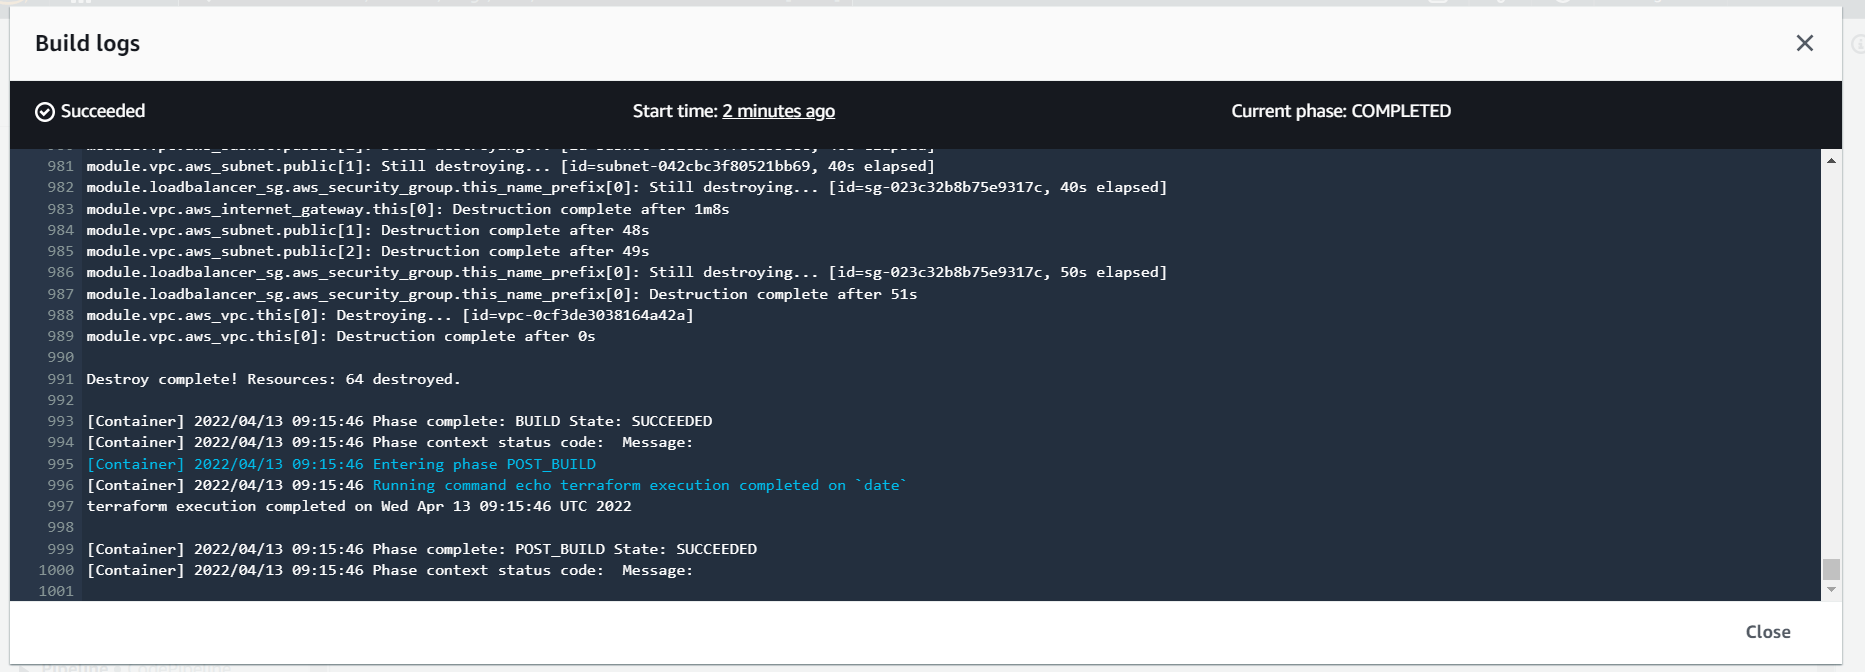 Build logs
Succeeded
Start time: 2 minutes ago
Current phase: COMPLETED
981 module.vpc.aws_subnet.public[1]: Still destroying... [id=subnet-042cbc3f80521bb69, 40s elapsed]
982 module.loadbalancer_sg.aws_security_group.this_name_prefix[0]: Still destroying... [id=sg-023c32b8b75e9317c, 40s elapsed]
983 module.vpc.aws_internet_gateway.this[0]: Destruction complete after 1m8s
984 module.vpc.aws_subnet.public[1]: Destruction complete after 48s
985 module.vpc.aws_subnet.public[2]: Destruction complete after 49s
986 module.loadbalancer_sg.aws_security_group.this_name_prefix[0]: Still destroying... [id=sg-023c32b8b75e9317c, 50s elapsed]
987 module.loadbalancer_sg.aws_security_group.this_name_prefix[0]: Destruction complete after 51s
988 module.vpc.aws_vpc.this[0]: Destroying... [id=vpc-0cf3de3038164a42a]
989 module.vpc.aws_vpc.this[0]: Destruction complete after 0s
990
991 Destroy complete! Resources: 64 destroyed.
992
993 [Container] 2022/04/13 09:15:46 Phase complete: BUILD State: SUCCEEDED
994 [Container] 2022/04/13 09:15:46 Phase context status code:  Message:
995 [Container] 2022/04/13 09:15:46 Entering phase POST_BUILD
996 [Container] 2022/04/13 09:15:46 Running command echo terraform execution completed on `date`
997 terraform execution completed on Wed Apr 13 09:15:46 UTC 2022
998
999 [Container] 2022/04/13 09:15:46 Phase complete: POST_BUILD State: SUCCEEDED
1000 [Container] 2022/04/13 09:15:46 Phase context status code:  Message:
1001
Close
Pipeline • CodePipeline